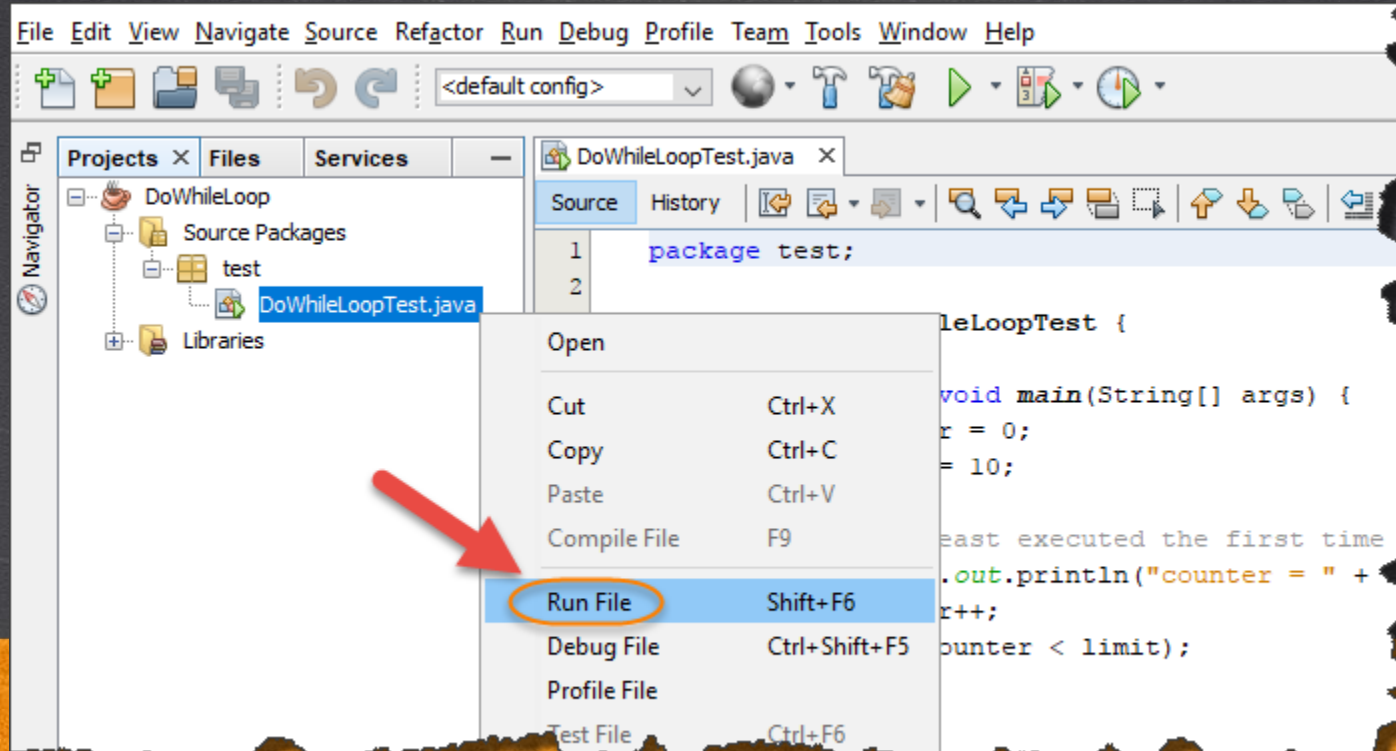 File Edit View Navigate Source Refactor Run Debug Profile Team Tools Window Help
<default config>
Navigator
Projects Files Services
DoWhileLoop
Source Packages
test
DoWhileLoopTest.java
Libraries
DoWhileLoopTest.java
Source History
1 package test;
2
leLoopTest {
void main(String[] args) {
r = 0;
= 10;
east executed the first time
.out.println("counter = " +
r++;
ounter < limit);
Open
Cut Ctrl+X
Copy Ctrl+C
Paste Ctrl+V
Compile File F9
Run File Shift+F6
Debug File Ctrl+Shift+F5
Profile File
Test File Ctrl+F6